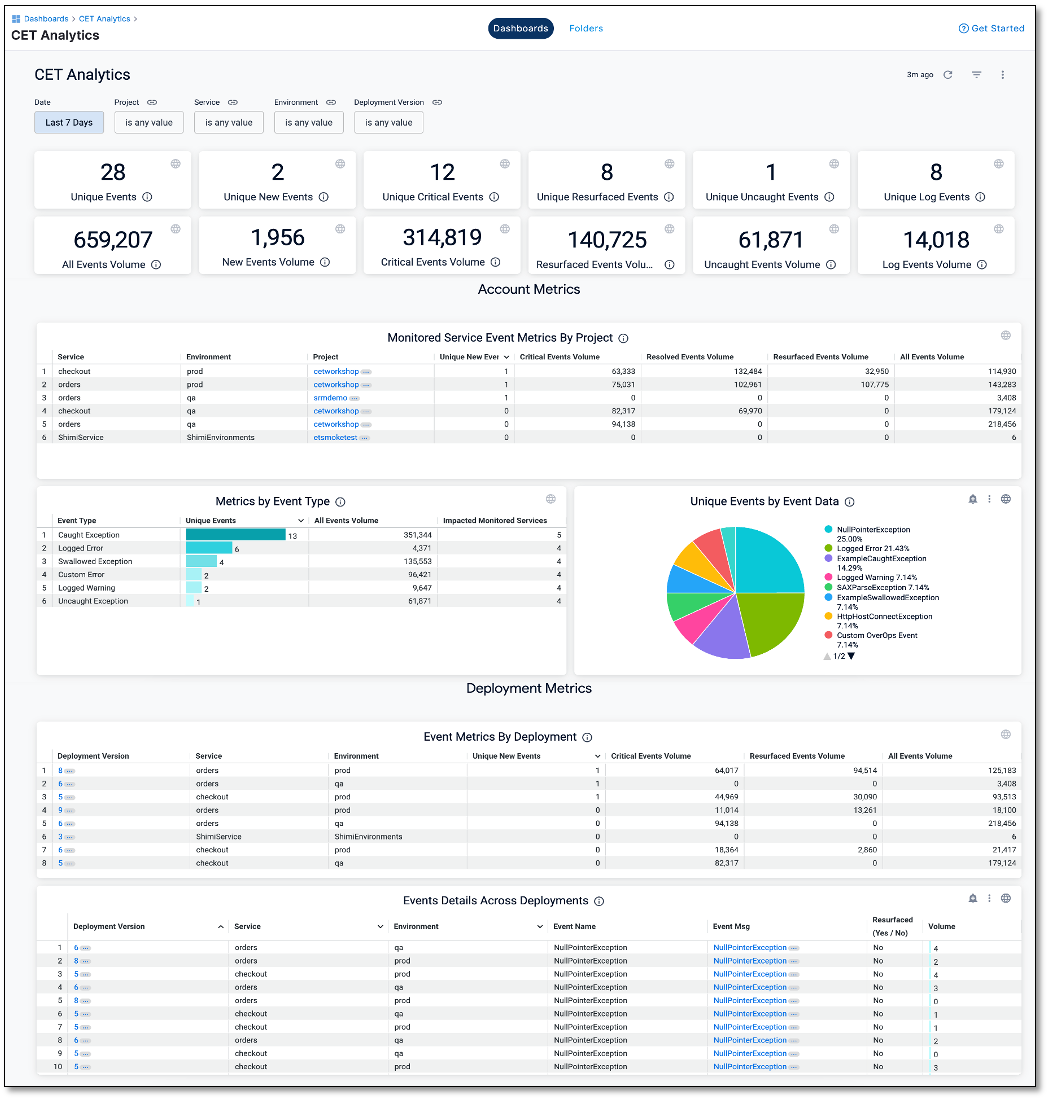 Dashboards > CET Analytics >
CET Analytics
Dashboards Folders
Get Started
CET Analytics
3m ago
Date Project Service Environment Deployment Version
Last 7 Days is any value is any value is any value is any value
28 2 12 8 1 8
Unique Events Unique New Events Unique Critical Events Unique Resurfaced Events Unique Uncaught Events Unique Log Events
659,207 1,956 314,819 140,725 61,871 14,018
All Events Volume New Events Volume Critical Events Volume Resurfaced Events Volu... Uncaught Events Volume Log Events Volume
Account Metrics
Monitored Service Event Metrics By Project
Service Environment Project Unique New Ever Critical Events Volume Resolved Events Volume Resurfaced Events Volume All Events Volume
1 checkout prod cetworkshop 1 63,333 132,484 32,950 114,930
2 orders prod cetworkshop 1 75,031 102,961 107,775 143,283
3 orders qa srmdemo 1 0 0 0 3,408
4 checkout qa cetworkshop 0 82,317 69,970 0 179,124
5 orders qa cetworkshop 0 94,138 0 0 218,456
6 ShimiService ShimiEnvironments etsmoketest 0 0 0 0 6
Metrics by Event Type
Event Type Unique Events All Events Volume Impacted Monitored Services
1 Caught Exception 13 351,344 5
2 Logged Error 6 4,371 4
3 Swallowed Exception 4 135,553 4
4 Custom Error 2 96,421 4
5 Logged Warning 2 9,647 4
6 Uncaught Exception 1 61,871 4
Unique Events by Event Data
NullPointerException
25.00%
Logged Error 21.43%
ExampleCaughtException
14.29%
Logged Warning 7.14%
SAXParseException 7.14%
ExampleSwallowedException
7.14%
HttpHostConnectException
7.14%
Custom OverOps Event
7.14%
1/2
Deployment Metrics
Event Metrics By Deployment
Deployment Version Service Environment Unique New Events Critical Events Volume Resurfaced Events Volume All Events Volume
1 8 orders prod 1 64,017 94,514 125,183
2 6 orders qa 1 0 0 3,408
3 5 checkout prod 1 44,969 30,090 93,513
4 9 orders prod 0 11,014 13,261 18,100
5 6 orders qa 0 94,138 0 218,456
6 3 ShimiService ShimiEnvironments 0 0 0 6
7 6 checkout prod 0 18,364 2,860 21,417
8 5 checkout qa 0 82,317 0 179,124
Events Details Across Deployments
Deployment Version Service Environment Event Name Event Msg Resurfaced (Yes / No) Volume
1 6 orders qa NullPointerException NullPointerException No 4
2 8 orders prod NullPointerException NullPointerException No 2
3 5 checkout prod NullPointerException NullPointerException No 4
4 6 orders qa NullPointerException NullPointerException No 3
5 8 orders prod NullPointerException NullPointerException No 0
6 5 checkout qa NullPointerException NullPointerException No 1
7 5 checkout prod NullPointerException NullPointerException No 1
8 6 orders qa NullPointerException NullPointerException No 2
9 5 checkout qa NullPointerException NullPointerException No 0
10 5 checkout prod NullPointerException NullPointerException No 3